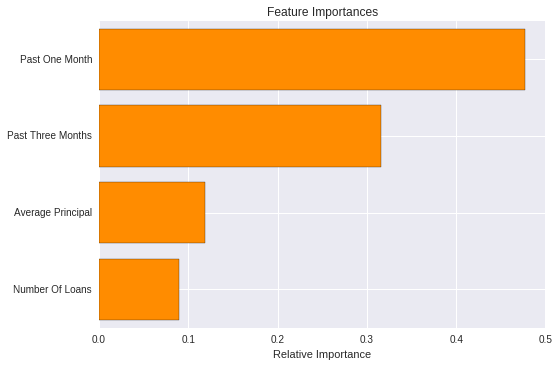 Feature Importances
Past One Month
Past Three Months
Average Principal
Number Of Loans
0.0 0.1 0.2 0.3 0.4 0.5
Relative Importance